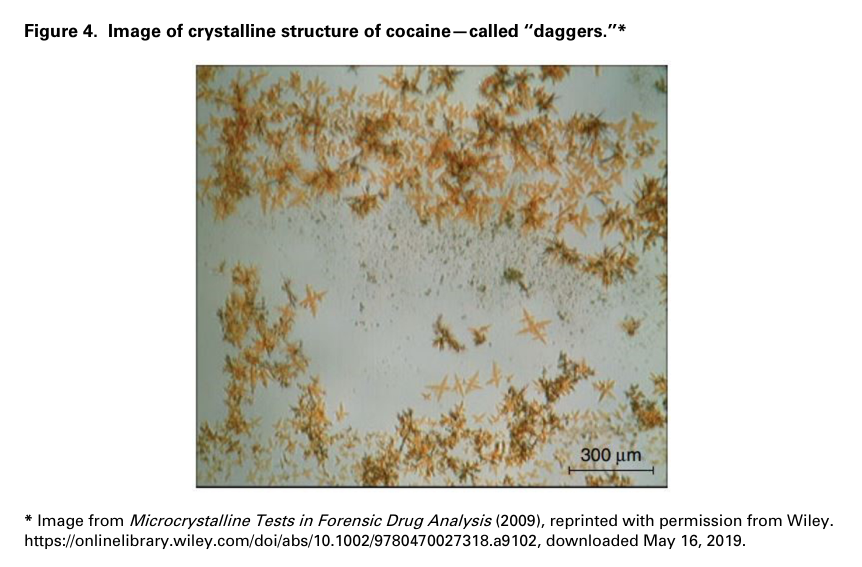 Figure 4. Image of crystalline structure of cocaine—called “daggers.”*
300 µm
* Image from Microcrystalline Tests in Forensic Drug Analysis (2009), reprinted with permission from Wiley.
https://onlinelibrary.wiley.com/doi/abs/10.1002/9780470027318.a9102, downloaded May 16, 2019.